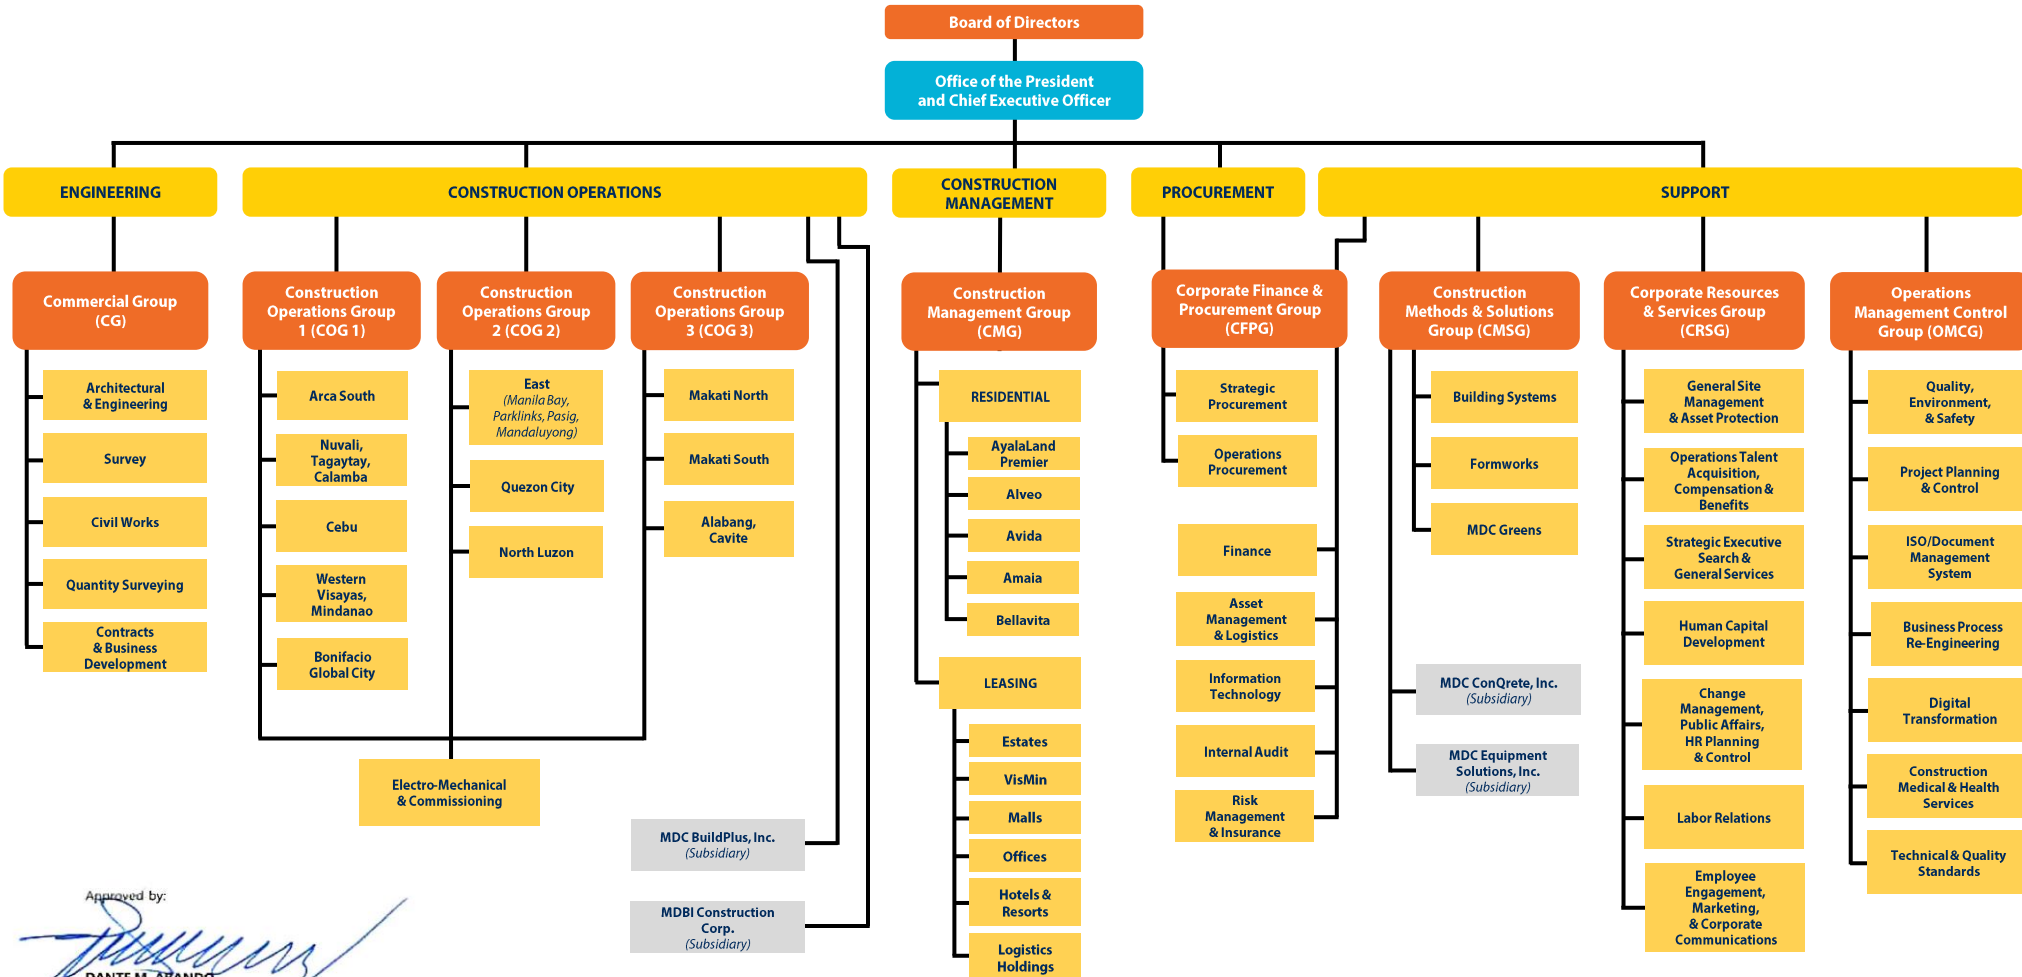 Board of Directors
Office of the President
and Chief Executive Officer
ENGINEERING
CONSTRUCTION OPERATIONS
CONSTRUCTION
MANAGEMENT
PROCUREMENT
SUPPORT
Commercial Group
(CG)
Construction
Operations Group
1 (COG 1)
Construction
Operations Group
2 (COG 2)
Construction
Operations Group
3 (COG 3)
Construction
Management Group
(CMG)
Corporate Finance &
Procurement Group
(CFPG)
Construction
Methods & Solutions
Group (CMSG)
Corporate Resources
& Services Group
(CRSG)
Operations
Management Control
Group (OMCG)
Architectural
& Engineering
Survey
Civil Works
Quantity Surveying
Contracts
& Business
Development
Arca South
Nuvali,
Tagaytay,
Calamba
Cebu
Western
Visayas,
Mindanao
Bonifacio
Global City
East
(Manila Bay,
Parklinks, Pasig,
Mandaluyong)
Quezon City
North Luzon
Makati North
Makati South
Alabang,
Cavite
Electro-Mechanical
& Commissioning
MDC BuildPlus, Inc.
(Subsidiary)
MDBI Construction
Corp.
(Subsidiary)
RESIDENTIAL
AyalaLand
Premier
Alveo
Avida
Amaia
Bellavita
LEASING
Estates
VisMin
Malls
Offices
Hotels &
Resorts
Logistics
Holdings
Strategic
Procurement
Operations
Procurement
Finance
Asset
Management
& Logistics
Information
Technology
Internal Audit
Risk
Management
& Insurance
Building Systems
Formworks
MDC Greens
MDC ConQrete, Inc.
(Subsidiary)
MDC Equipment
Solutions, Inc.
(Subsidiary)
General Site
Management
& Asset Protection
Operations Talent
Acquisition,
Compensation &
Benefits
Strategic Executive
Search &
General Services
Human Capital
Development
Change
Management,
Public Affairs,
HR Planning
& Control
Labor Relations
Employee
Engagement,
Marketing,
& Corporate
Communications
Quality,
Environment,
& Safety
Project Planning
& Control
ISO/Document
Management
System
Business Process
Re-Engineering
Digital
Transformation
Construction
Medical & Health
Services
Technical & Quality
Standards
Approved by:
DANTE M. ABANDO